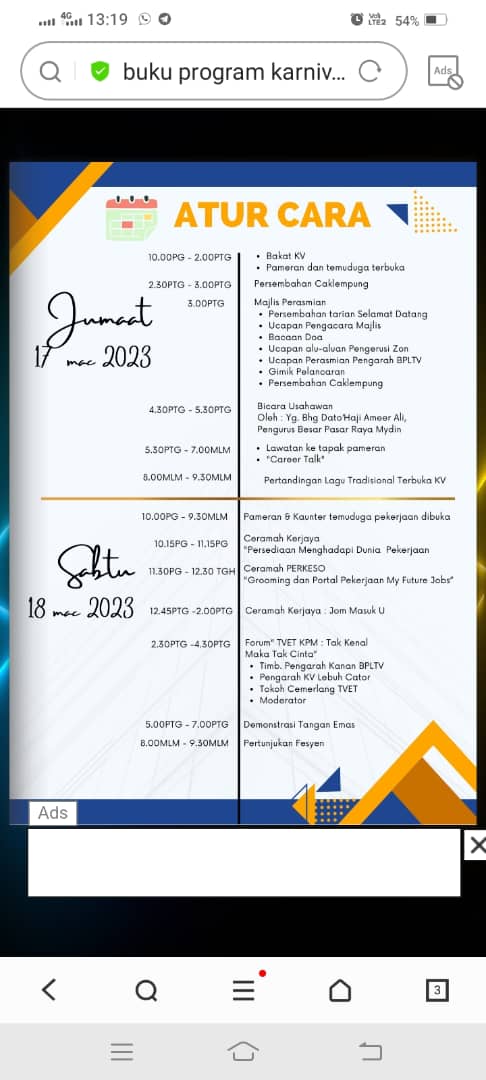 4G 13:19 Vo) LTE2 54%
buku program karniv... Ads
ATUR CARA
Jumaat
17 mac 2023
10.00PG - 2.00PTG
• Bakat KV
• Pameran dan temuduga terbuka
2.30PTG - 3.00PTG Persembahan Caklempung
3.00PTG Majlis Perasmian
• Persembahan tarian Selamat Datang
• Ucapan Pengacara Majlis
• Bacaan Doa
• Ucapan alu-aluan Pengerusi Zon
• Ucapan Perasmian Pengarah BPLTV
• Gimik Pelancaran
• Persembahan Caklempung
4.30PTG - 5.30PTG Bicara Usahawan
Oleh : Yg. Bhg Dato'Haji Ameer Ali,
Pengurus Besar Pasar Raya Mydin
5.30PTG - 7.00MLM
• Lawatan ke tapak pameran
• "Career Talk"
8.00MLM - 9.30MLM Pertandingan Lagu Tradisional Terbuka KV
Sabtu
18 mac 2023
10.00PG - 9.30MLM Pameran & Kaunter temuduga pekerjaan dibuka
10.15PG - 11.15PG Ceramah Kerjaya
"Persediaan Menghadapi Dunia Pekerjaan
11.30PG - 12.30 TGH Ceramah PERKESO
"Grooming dan Portal Pekerjaan My Future Jobs"
12.45PTG -2.00PTG Ceramah Kerjaya : Jom Masuk U
2.30PTG -4.30PTG Forum" TVET KPM : Tak Kenal
Maka Tak Cinta"
• Timb. Pengarah Kanan BPLTV
• Pengarah KV Lebuh Cator
• Tokoh Cemerlang TVET
• Moderator
5.00PTG - 7.00PTG Demonstrasi Tangan Emas
8.00MLM - 9.30MLM Pertunjukan Fesyen
Ads
3